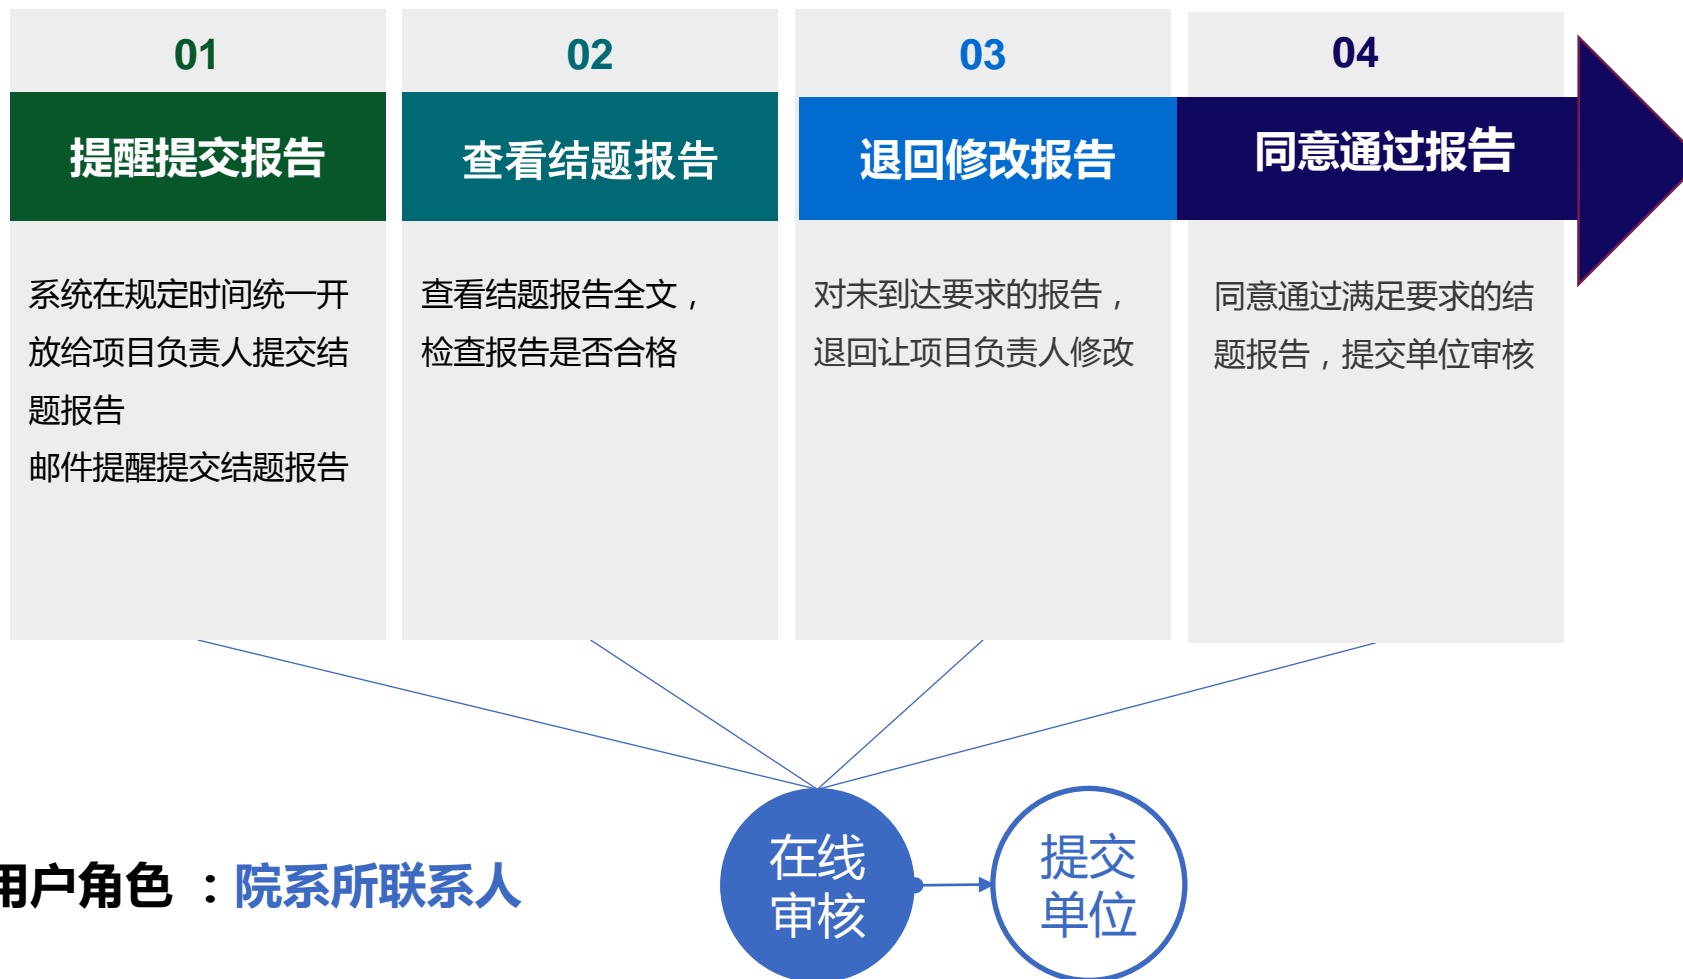 01
提醒提交报告
系统在规定时间统一开
放给项目负责人提交结
题报告
邮件提醒提交结题报告
02
查看结题报告
查看结题报告全文，
检查报告是否合格
03
退回修改报告
对未到达要求的报告，
退回让项目负责人修改
04
同意通过报告
同意通过满足要求的结
题报告，提交单位审核
用户角色 ：院系所联系人
在线
审核
提交
单位